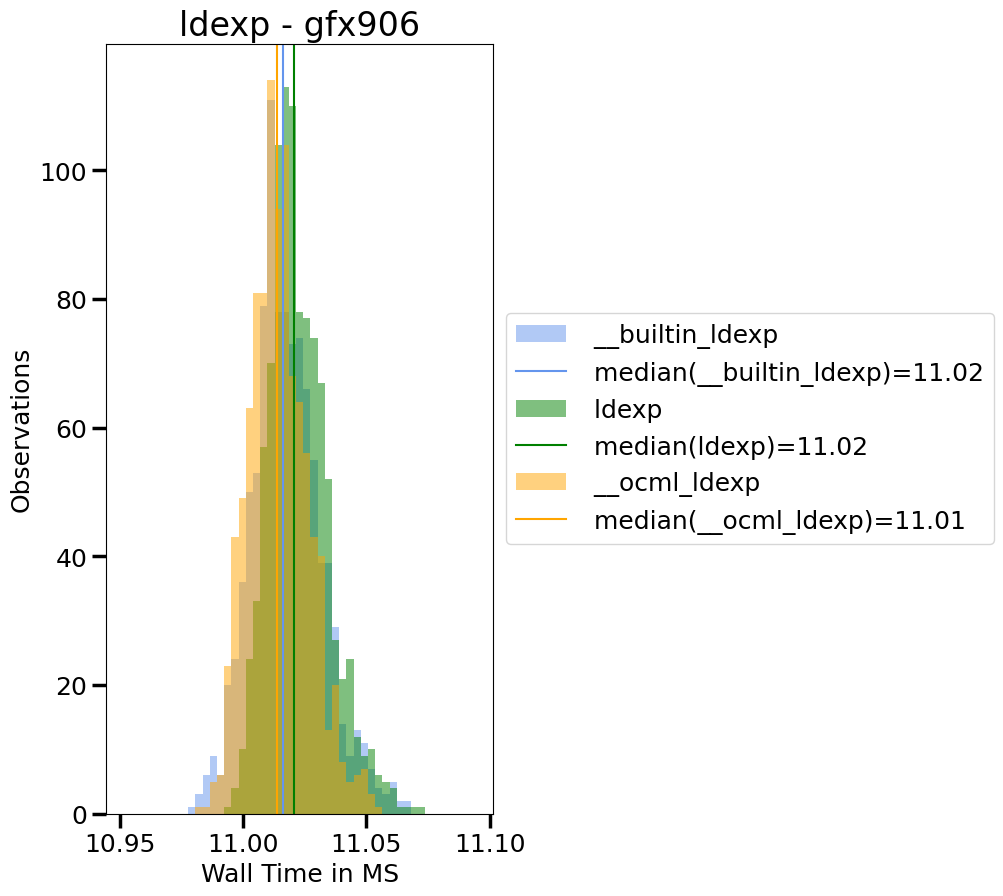 ldexp - gfx906
Observations
100
80
60
40
20
0
10.95 11.00 11.05 11.10
Wall Time in MS
__builtin_ldexp
median(__builtin_ldexp)=11.02
ldexp
median(ldexp)=11.02
__ocml_ldexp
median(__ocml_ldexp)=11.01